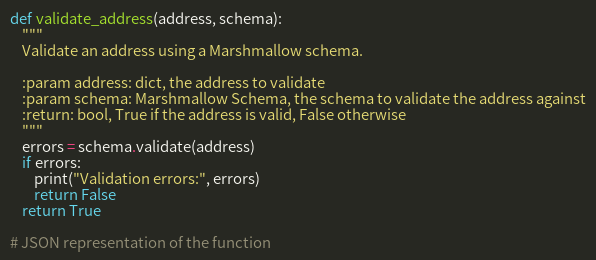 def validate_address(address, schema):
    """
    Validate an address using a Marshmallow schema.

    :param address: dict, the address to validate
    :param schema: Marshmallow Schema, the schema to validate the address against
    :return: bool, True if the address is valid, False otherwise
    """
    errors = schema.validate(address)
    if errors:
        print("Validation errors:", errors)
        return False
    return True

# JSON representation of the function